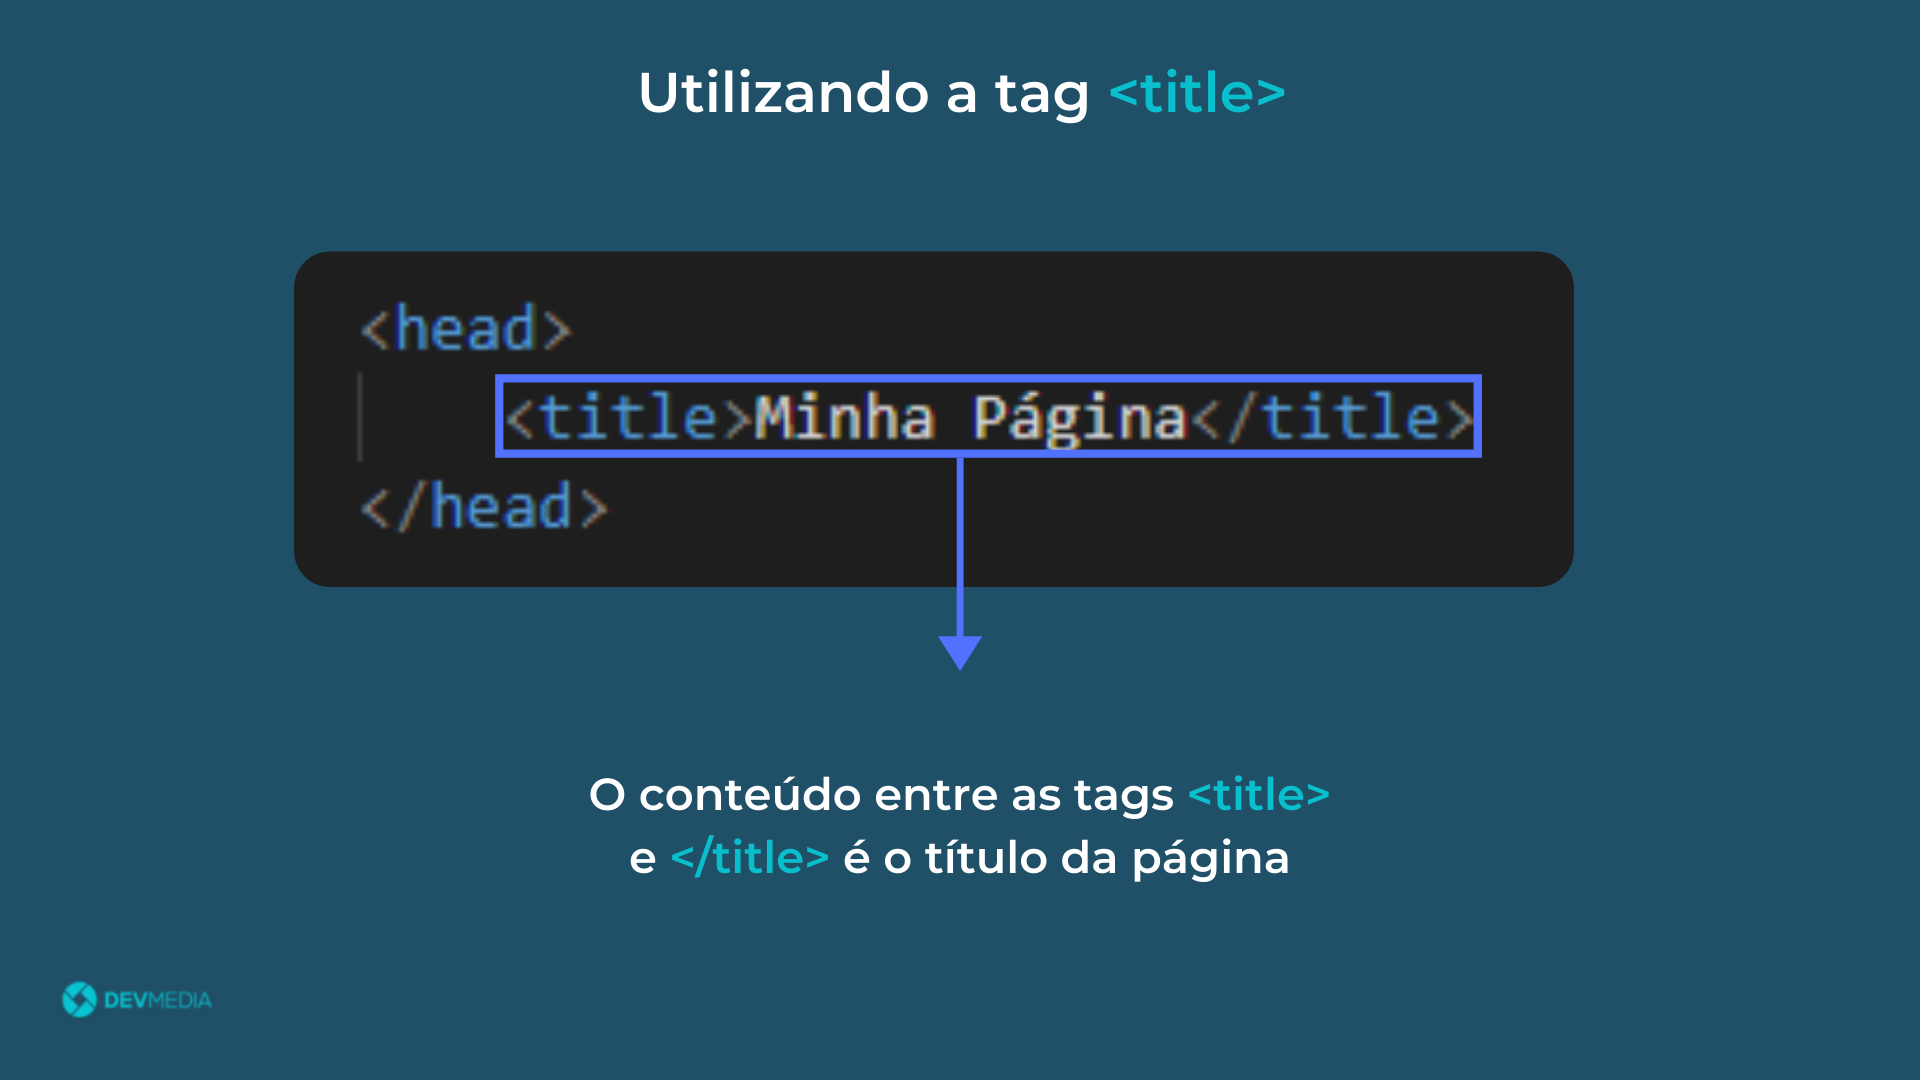 Utilizando a tag <title>
<head>
<title>Minha Página</title>
</head>
O conteúdo entre as tags <title>
e </title> é o título da página
DEVMEDIA